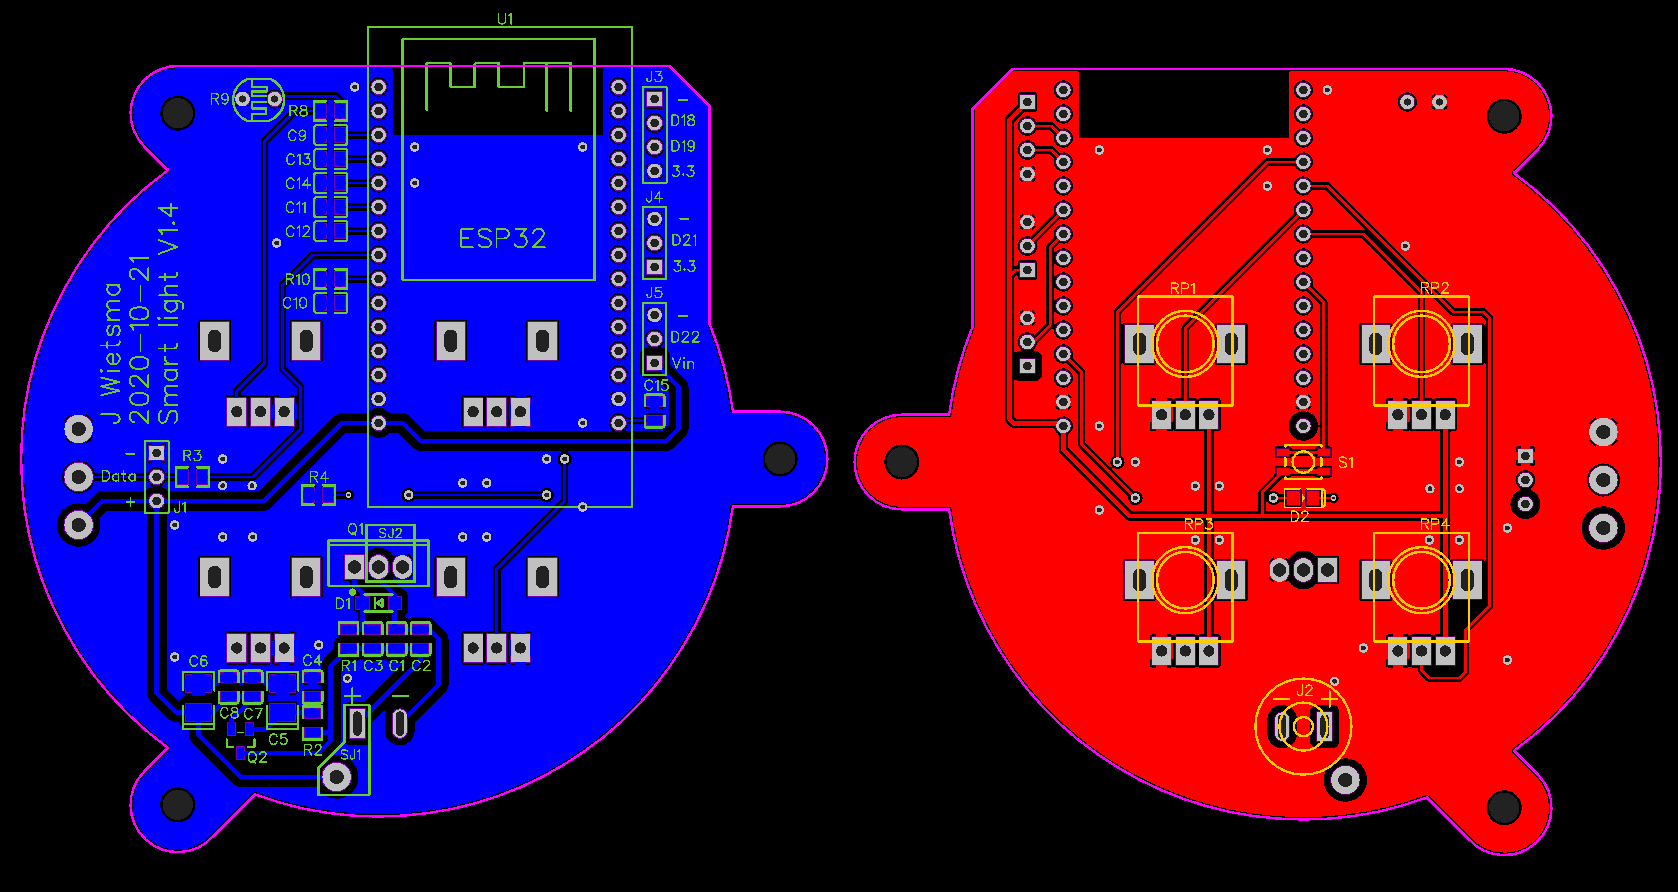 U1
R9
R8
C9
C13
C14
C11
C12
R10
C10
ESP32
J3
-
D18
D19
3.3
J4
-
D21
3.3
J5
-
D22
Vin
C15
J Wietsma
2020-10-21
Smart light V1.4
-
Data
+
J1
R3
R4
Q1
SJ2
D1
R1
C3
C1
C2
C6
C4
C8
C7
C5
R2
Q2
SJ1
+
-
RP1
RP2
S1
D2
RP3
RP4
J2
-
+